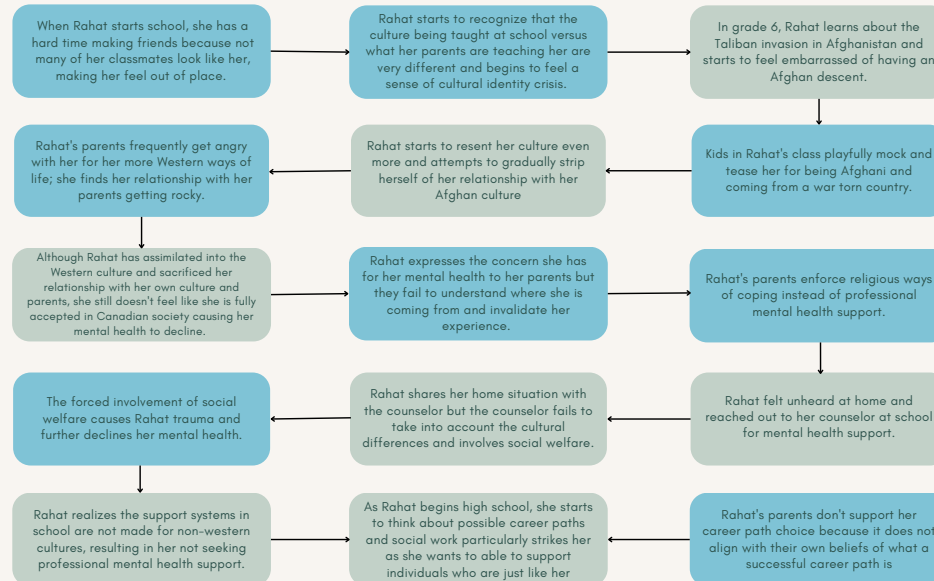 When Rahat starts school, she has a
hard time making friends because not
many of her classmates look like her,
making her feel out of place.
Rahat starts to recognize that the
culture being taught at school versus
what her parents are teaching her are
very different and begins to feel a
sense of cultural identity crisis.
In grade 6, Rahat learns about the
Taliban invasion in Afghanistan and
starts to feel embarrassed of having an
Afghan descent.
Kids in Rahat's class playfully mock and
tease her for being Afghani and
coming from a war torn country.
Rahat starts to resent her culture even
more and attempts to gradually strip
herself of her relationship with her
Afghan culture
Rahat's parents frequently get angry
with her for her more Western ways of
life; she finds her relationship with her
parents getting rocky.
Although Rahat has assimilated into the
Western culture and sacrificed her
relationship with her own culture and
parents, she still doesn't feel like she is fully
accepted in Canadian society causing her
mental health to decline.
Rahat expresses the concern she has
for her mental health to her parents but
they fail to understand where she is
coming from and invalidate her
experience.
Rahat's parents enforce religious ways
of coping instead of professional
mental health support.
Rahat felt unheard at home and
reached out to her counselor at school
for mental health support.
Rahat shares her home situation with
the counselor but the counselor fails to
take into account the cultural
differences and involves social welfare.
The forced involvement of social
welfare causes Rahat trauma and
further declines her mental health.
Rahat realizes the support systems in
school are not made for non-western
cultures, resulting in her not seeking
professional mental health support.
As Rahat begins high school, she starts
to think about possible career paths
and social work particularly strikes her
as she wants to able to support
individuals who are just like her
Rahat's parents don't support her
career path choice because it does not
align with their own beliefs of what a
successful career path is